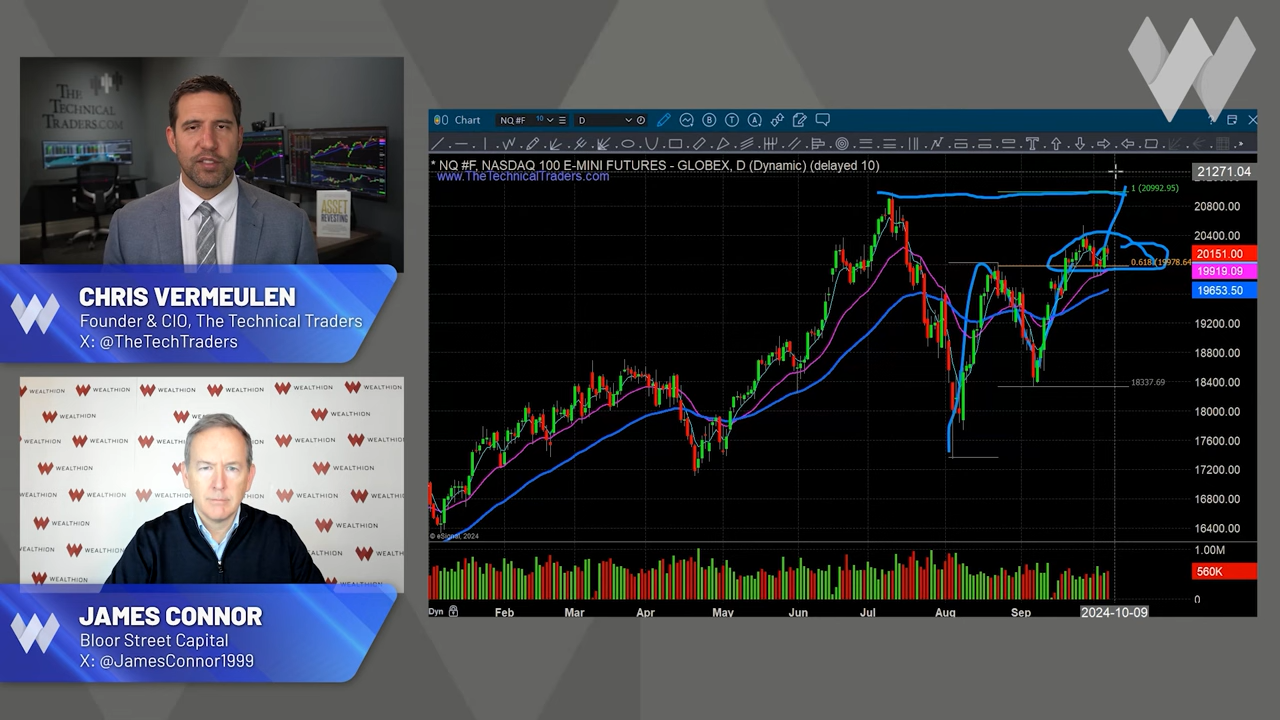 THE
TECHNICAL
TRADERS.COM
ASSET
REVESTING
CHRIS VERMEULEN
Founder & CIO, The Technical Traders
X: @TheTechTraders
WEALTHION
JAMES CONNOR
Bloor Street Capital
X: @JamesConnor1999
Chart
NQ #F
10
D
* NQ #F, NASDAQ 100 E-MINI FUTURES - GLOBEX, D (Dynamic) (delayed 10)
www.TheTechnicalTraders.com
21271.04
1 (20992.95)
20800.00
20400.00
20151.00
0.618 (19978.64
19919.09
19653.50
19200.00
18800.00
18400.00
18337.69
18000.00
17600.00
17200.00
16800.00
16400.00
© eSignal, 2024
1.00M
560K
0
Dyn
Feb
Mar
Apr
May
Jun
Jul
Aug
Sep
2024-10-09